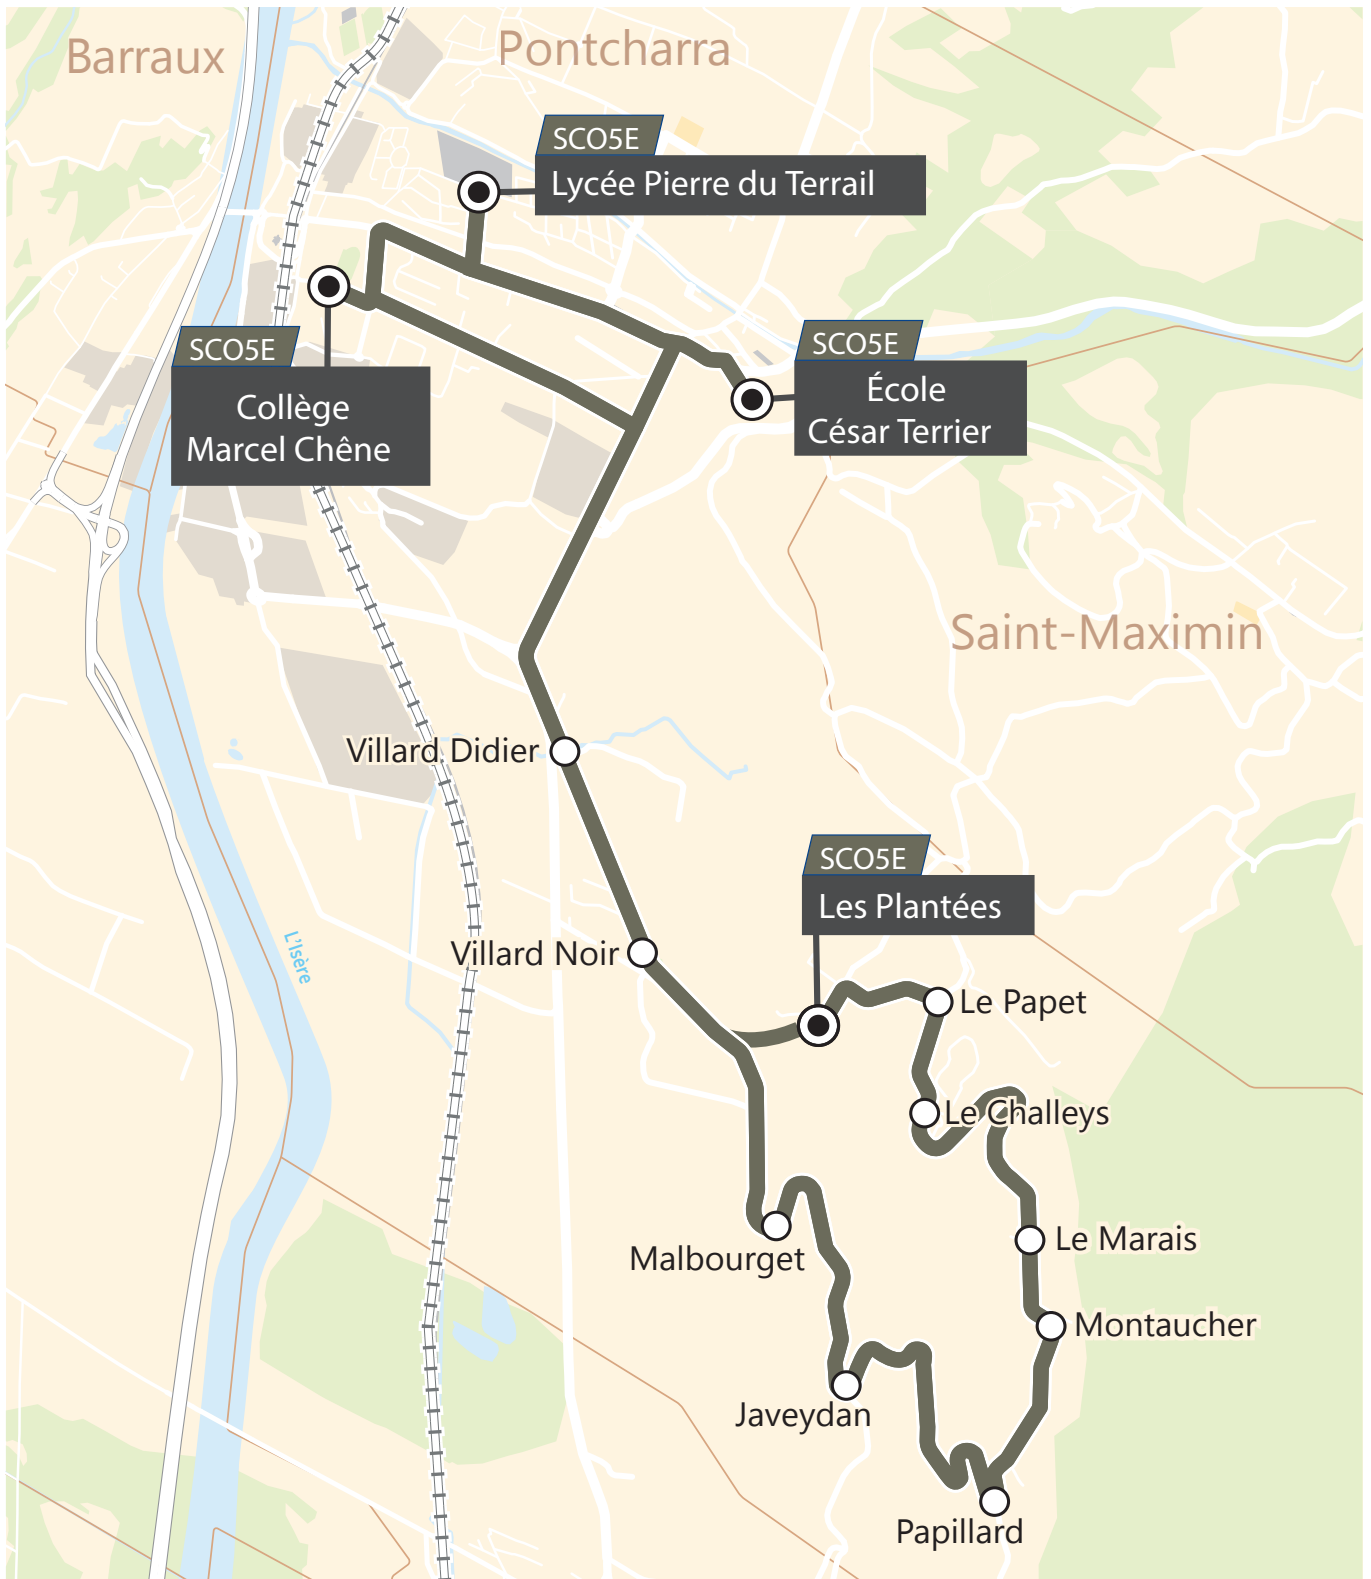 Barraux
Pontcharra
SCO5E
Lycée Pierre du Terrail
SCO5E
Collège
Marcel Chêne
SCO5E
École
César Terrier
Saint-Maximin
Villard Didier
SCO5E
Les Plantées
Villard Noir
L'Isère
Le Papet
Le Challeys
Le Marais
Malbourget
Montaucher
Javeydan
Papillard